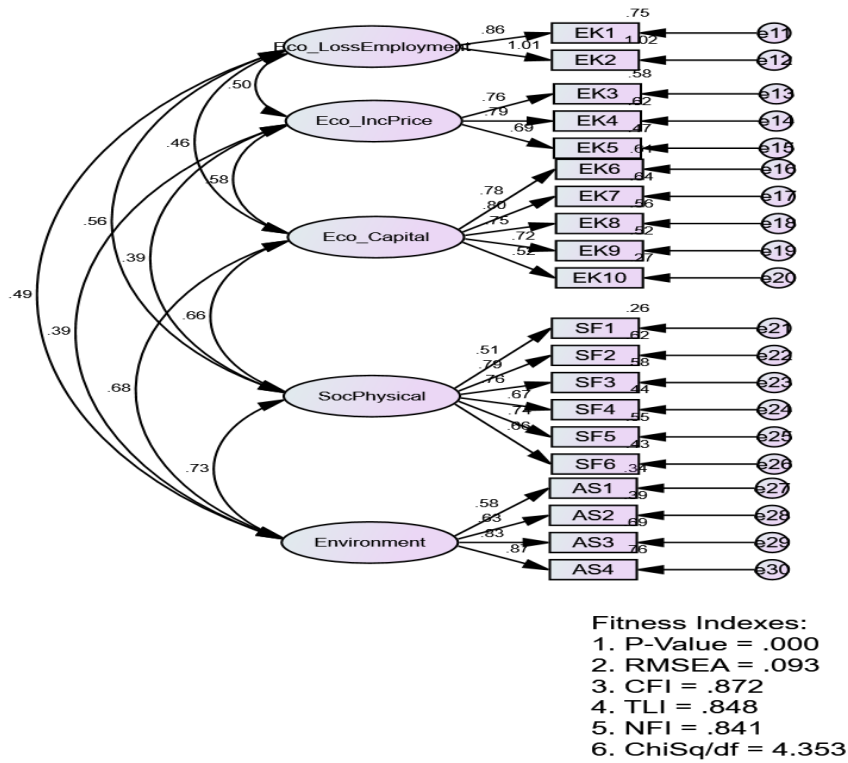 .75
.86
EK1
e11
Eco_LossEmployment
1.01
1.02
EK2
e12
.58
.50
.76
EK3
e13
.62
Eco_IncPrice
.79
EK4
e14
.47
.69
EK5
e15
.61
.46
EK6
e16
.64
.58
.78
EK7
e17
.80
.56
.56
.75
EK8
e18
.52
Eco_Capital
.72
EK9
e19
.27
.39
.52
EK10
e20
.49
.26
.66
SF1
e21
.62
.39
.51
SF2
e22
.58
.79
.76
SF3
e23
.44
.68
SocPhysical
.67
SF4
e24
.55
.74
SF5
e25
.43
.66
SF6
e26
.34
.73
AS1
e27
.39
.58
AS2
e28
.69
.63
Environment
.83
AS3
e29
.76
.87
AS4
e30
Fitness Indexes:
1. P-Value = .000
2. RMSEA = .093
3. CFI = .872
4. TLI = .848
5. NFI = .841
6. ChiSq/df = 4.353